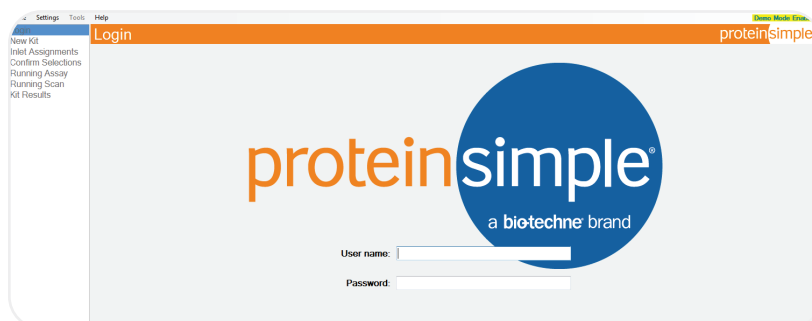 Settings Tools Help
Demo Mode
Login
proteinsimple
New Kit
Inlet Assignments
Confirm Selections
Running Assay
Running Scan
Kit Results
proteinsimple®
a bio-techne® brand
User name:
Password: